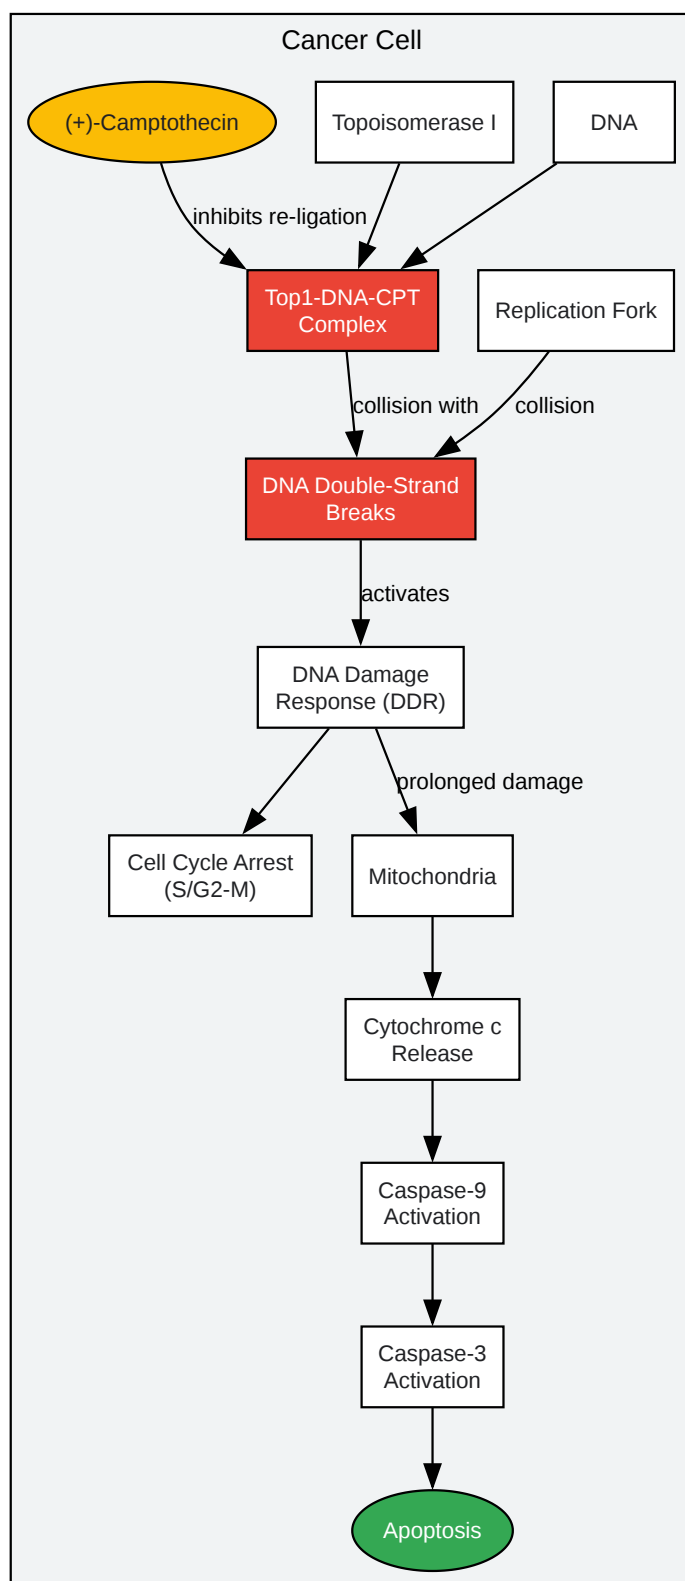 Cancer Cell
(+)-Camptothecin
Topoisomerase I
DNA
inhibits re-ligation
Top1-DNA-CPT
Complex
Replication Fork
collision with
collision
DNA Double-Strand
Breaks
activates
DNA Damage
Response (DDR)
prolonged damage
Cell Cycle Arrest
(S/G2-M)
Mitochondria
Cytochrome c
Release
Caspase-9
Activation
Caspase-3
Activation
Apoptosis